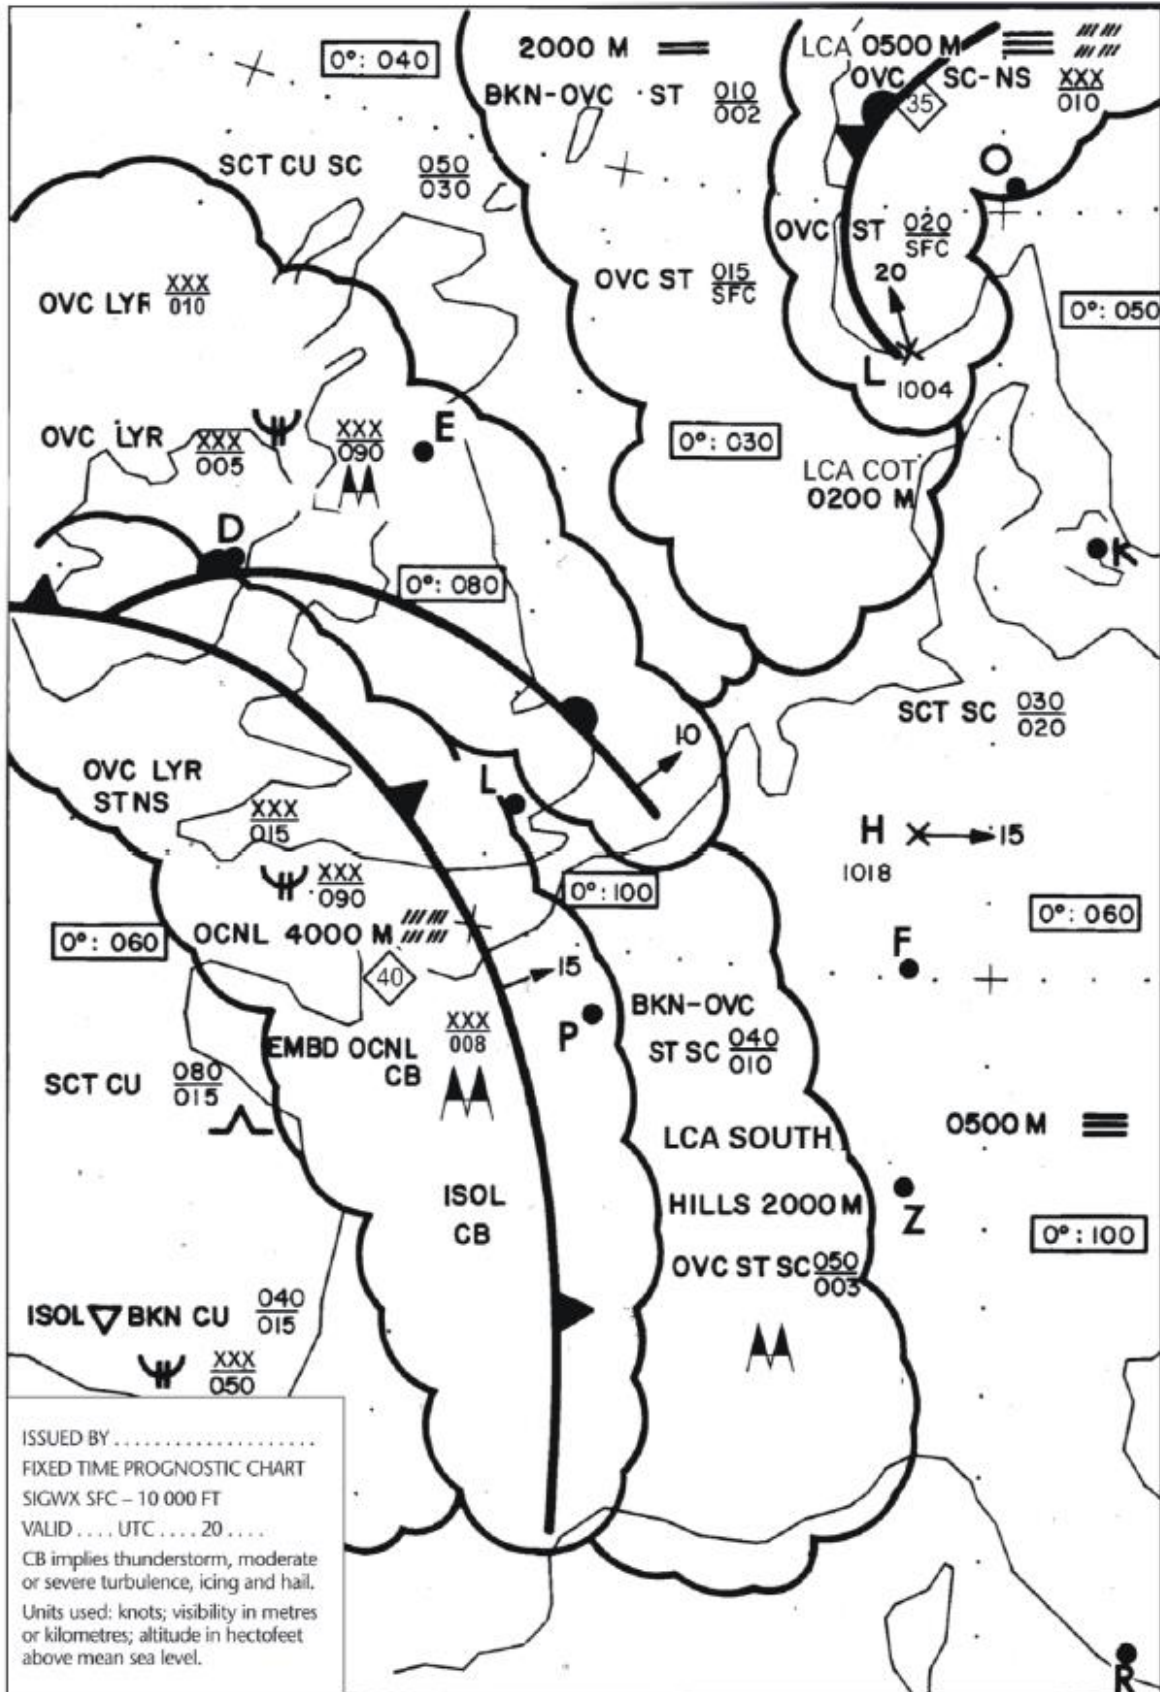 0°: 040
2000 M
LCA 0500 M
BKN-OVC ST 010
002
OVC SC-NS XXX
010
35
SCT CU SC 050
030
O
OVC ST 020
SFC
20
OVC LYR XXX
010
OVC ST 015
SFC
0°: 050
L
1004
E
OVC LYR XXX
005
XXX
090
0°: 030
LCA COT
0200 M
D
K
0°: 080
SCT SC 030
020
10
OVC LYR
ST NS
XXX
015
L
H
15
1018
XXX
090
0°: 100
0°: 060
0°: 060
OCNL 4000 M
F
40
15
BKN-OVC
ST SC 040
010
P
XXX
008
EMBD OCNL
CB
SCT CU 080
015
LCA SOUTH
HILLS 2000 M
0500 M
ISOL
CB
Z
0°: 100
OVC ST SC 050
003
ISOL BKN CU 040
015
XXX
050
ISSUED BY . . . . . . . . . . . . . . . . . . . .
FIXED TIME PROGNOSTIC CHART
SIGWX SFC – 10 000 FT
VALID . . . . UTC . . . . 20 . . . .
CB implies thunderstorm, moderate
or severe turbulence, icing and hail.
Units used: knots; visibility in metres
or kilometres; altitude in hectofeet
above mean sea level.
R